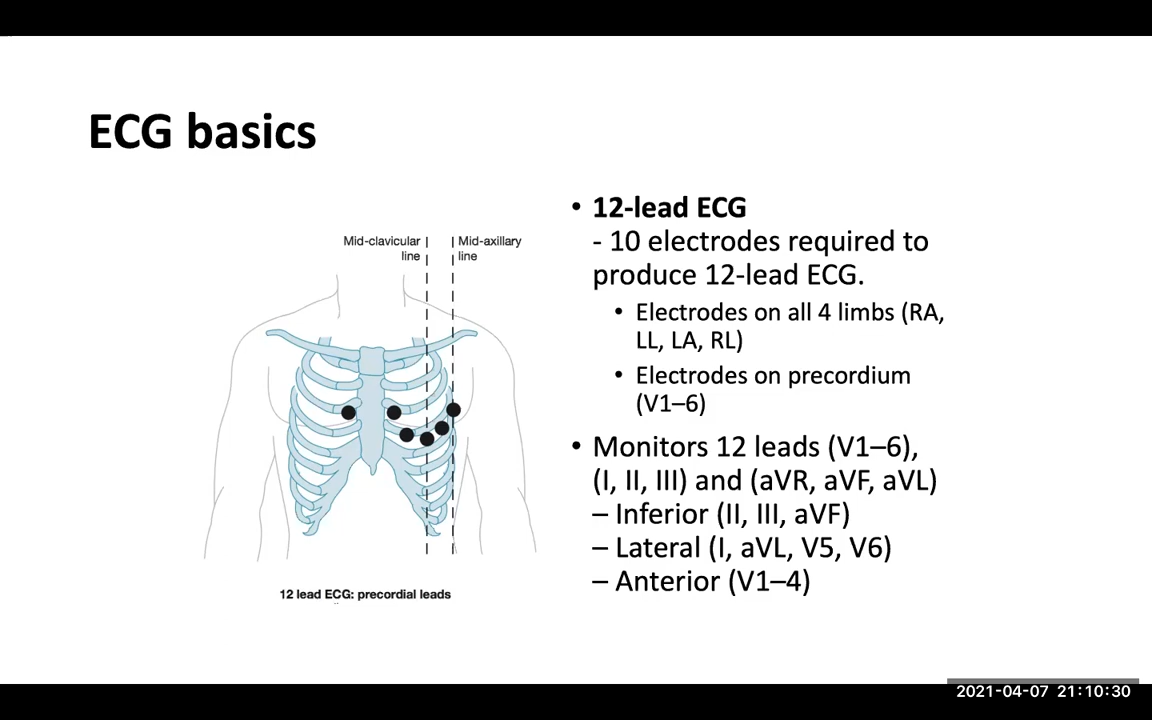 ECG basics
Mid-clavicular
line
Mid-axillary
line
12 lead ECG: precordial leads
• 12-lead ECG
- 10 electrodes required to
produce 12-lead ECG.
• Electrodes on all 4 limbs (RA,
LL, LA, RL)
• Electrodes on precordium
(V1–6)
• Monitors 12 leads (V1–6),
(I, II, III) and (aVR, aVF, aVL)
– Inferior (II, III, aVF)
– Lateral (I, aVL, V5, V6)
– Anterior (V1–4)
2021-04-07 21:10:30